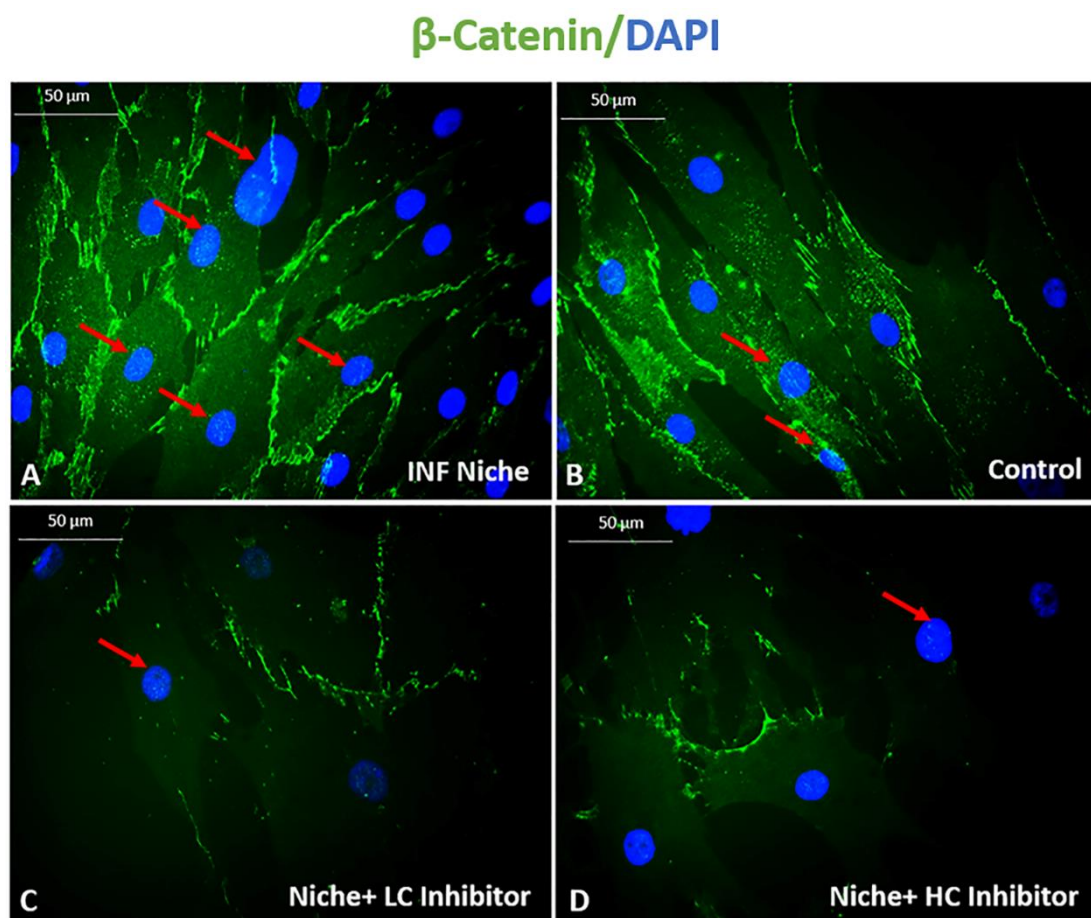 β-Catenin/DAPI
50 μm
50 μm
A
INF Niche
B
Control
50 μm
50 μm
C
Niche+ LC Inhibitor
D
Niche+ HC Inhibitor